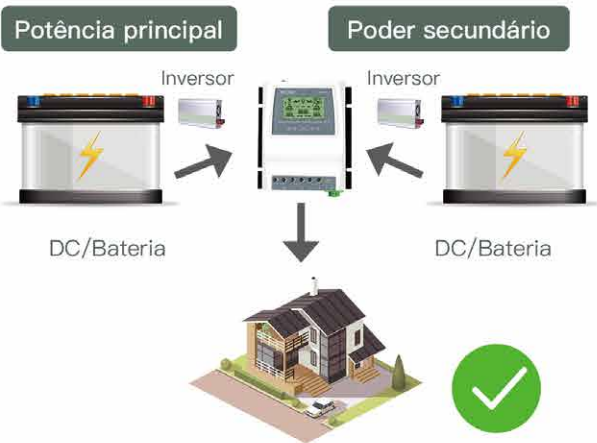 Potência principal
Poder secundário
Inversor
Inversor
DC/Bateria
DC/Bateria